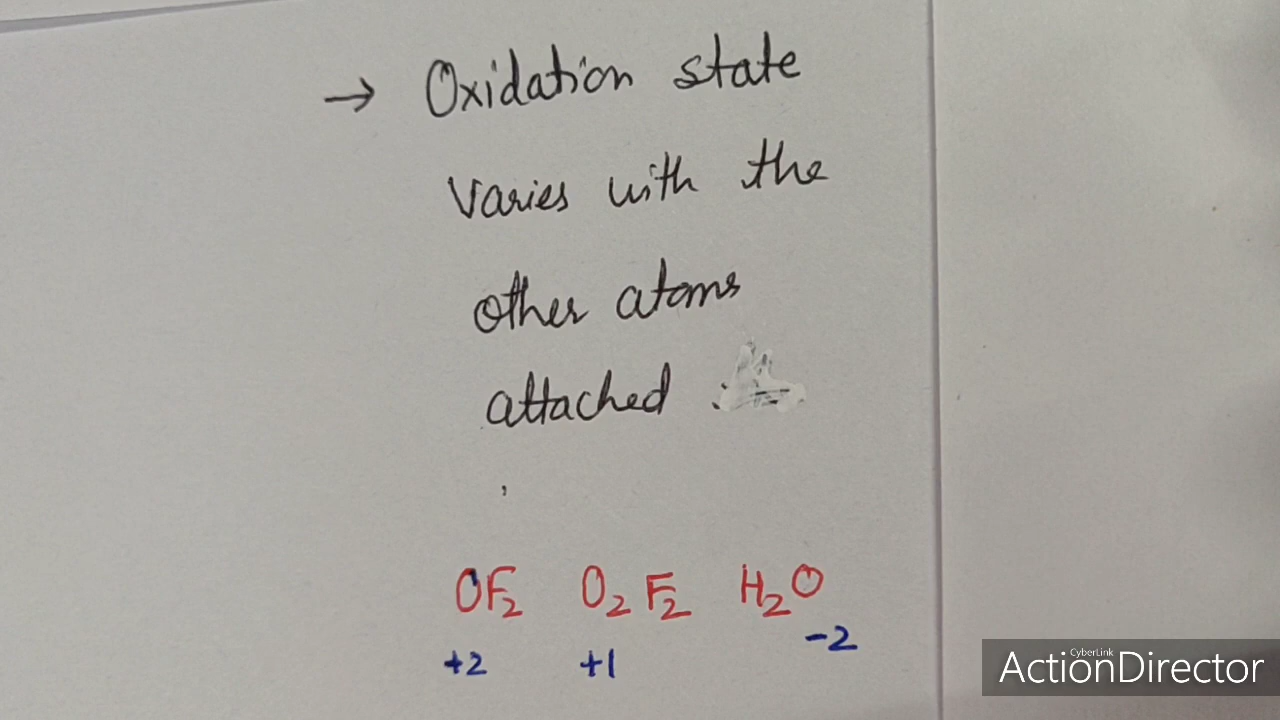 → Oxidation state
varies with the
other atoms
attached :
OF₂ O₂F₂ H₂O
+2 +1 -2
CyberLink
ActionDirector